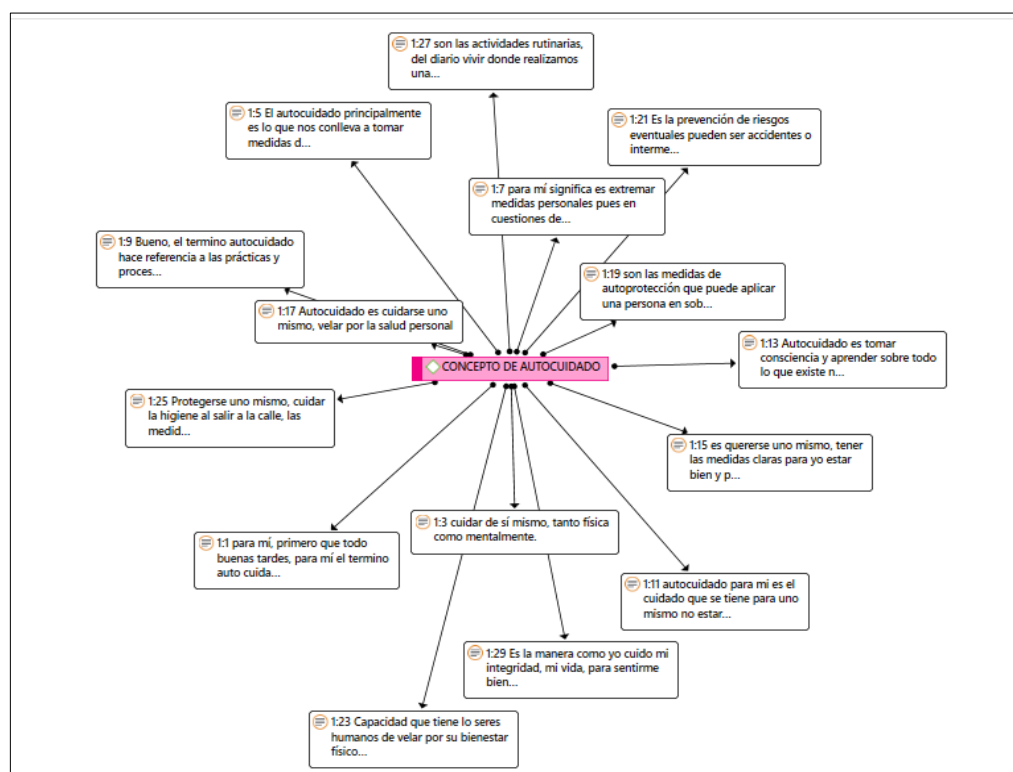 1:27 son las actividades rutinarias,
del diario vivir donde realizamos
una...
1:5 El autocuidado principalmente
es lo que nos conlleva a tomar
medidas d...
1:21 Es la prevención de riesgos
eventuales pueden ser accidentes o
interme...
1:7 para mí significa es extremar
medidas personales pues en
cuestiones de...
1:9 Bueno, el termino autocuidado
hace referencia a las prácticas y
proces...
1:19 son las medidas de
autoprotección que puede aplicar
una persona en sob...
1:17 Autocuidado es cuidarse uno
mismo, velar por la salud personal
1:13 Autocuidado es tomar
consciencia y aprender sobre todo
lo que existe n...
CONCEPTO DE AUTOCUIDADO
1:25 Protegerse uno mismo, cuidar
la higiene al salir a la calle, las
medid...
1:15 es quererse uno mismo, tener
las medidas claras para yo estar
bien y p...
1:3 cuidar de sí mismo, tanto física
como mentalmente.
1:1 para mí, primero que todo
buenas tardes, para mí el termino
auto cuida...
1:11 autocuidado para mi es el
cuidado que se tiene para uno
mismo no estar...
1:29 Es la manera como yo cuido mi
integridad, mi vida, para sentirme
bien...
1:23 Capacidad que tiene lo seres
humanos de velar por su bienestar
físico...